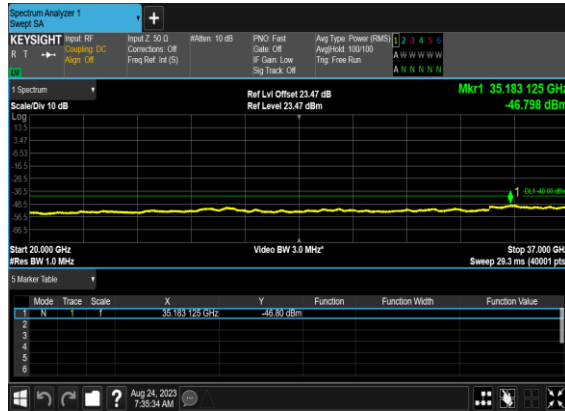 Spectrum Analyzer 1
Swept SA
+
KEYSIGHT Input: RF Input Z: 50 Ω #Atten: 10 dB PNO: Fast Avg Type: Power (RMS) 1 2 3 4 5 6
R T Coupling: DC Corrections: Off Gate: Off Avg|Hold: 100/100 A W W W W W
Align: Off Freq Ref: Int (S) IF Gain: Low Trig: Free Run
Sig Track: Off A N N N N N
1 Spectrum Ref Lvl Offset 23.47 dB Mkr1 35.183 125 GHz
Scale/Div 10 dB Ref Level 23.47 dBm -46.798 dBm
Log
13.5
3.47
-6.53
-16.5
-26.5
-36.5 1 DL1 -40.00 dBm
-46.5
-56.5
-66.5
Start 20.000 GHz Video BW 3.0 MHz* Stop 37.000 GHz
#Res BW 1.0 MHz Sweep 29.3 ms (40001 pts)
5 Marker Table
Mode Trace Scale X Y Function Function Width Function Value
1 N 1 f 35.183 125 GHz -46.80 dBm
2
3
4
5
6
? Aug 24, 2023
7:35:34 AM